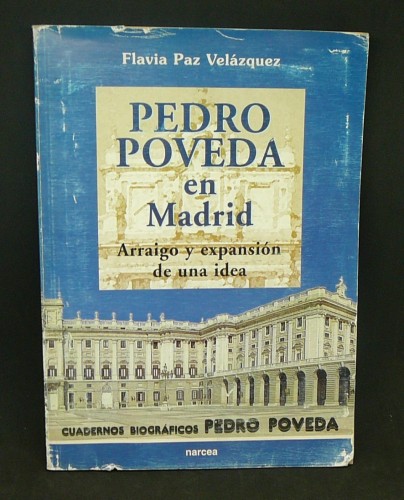 Flavia Paz Velázquez
PEDRO
POVEDA
en
Madrid
Arraigo y expansión
de una idea
CUADERNOS BIOGRÁFICOS PEDRO POVEDA
narcea